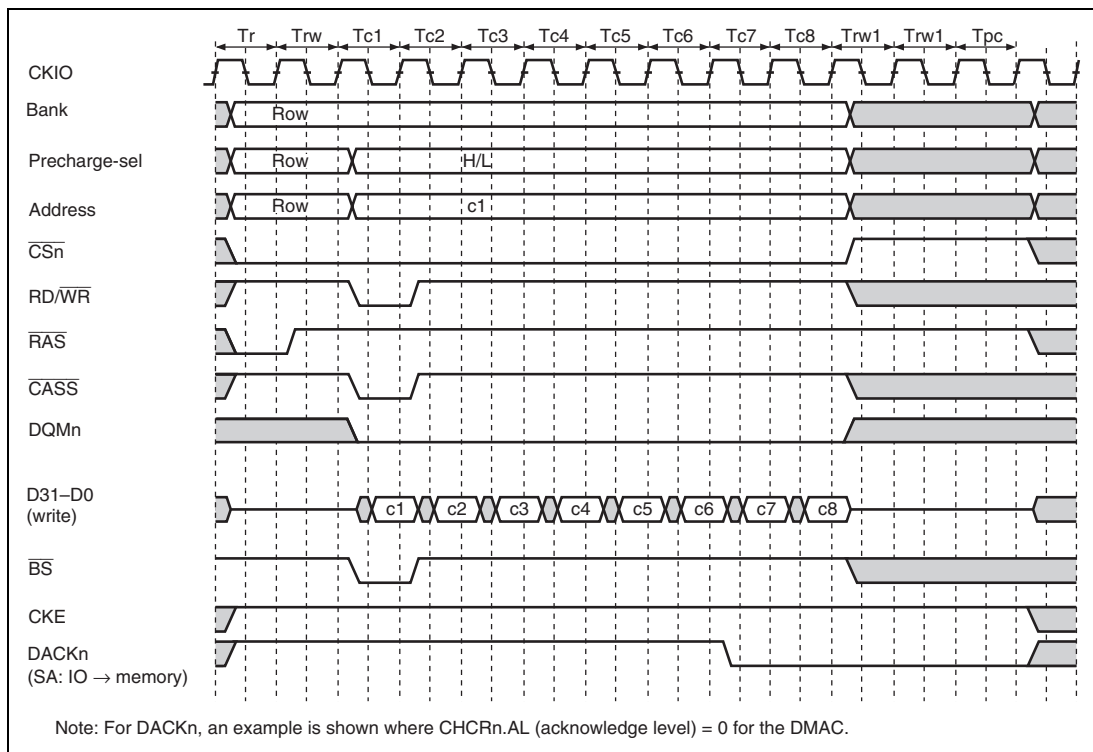 Tr Trw Tc1 Tc2 Tc3 Tc4 Tc5 Tc6 Tc7 Tc8 Trw1 Trw1 Tpc
CKIO
Bank
Row
Precharge-sel
Row H/L
Address
Row c1
CSn
RD/WR
RAS
CASS
DQMn
D31–D0
(write)
c1 c2 c3 c4 c5 c6 c7 c8
BS
CKE
DACKn
(SA: IO → memory)
Note: For DACKn, an example is shown where CHCRn.AL (acknowledge level) = 0 for the DMAC.